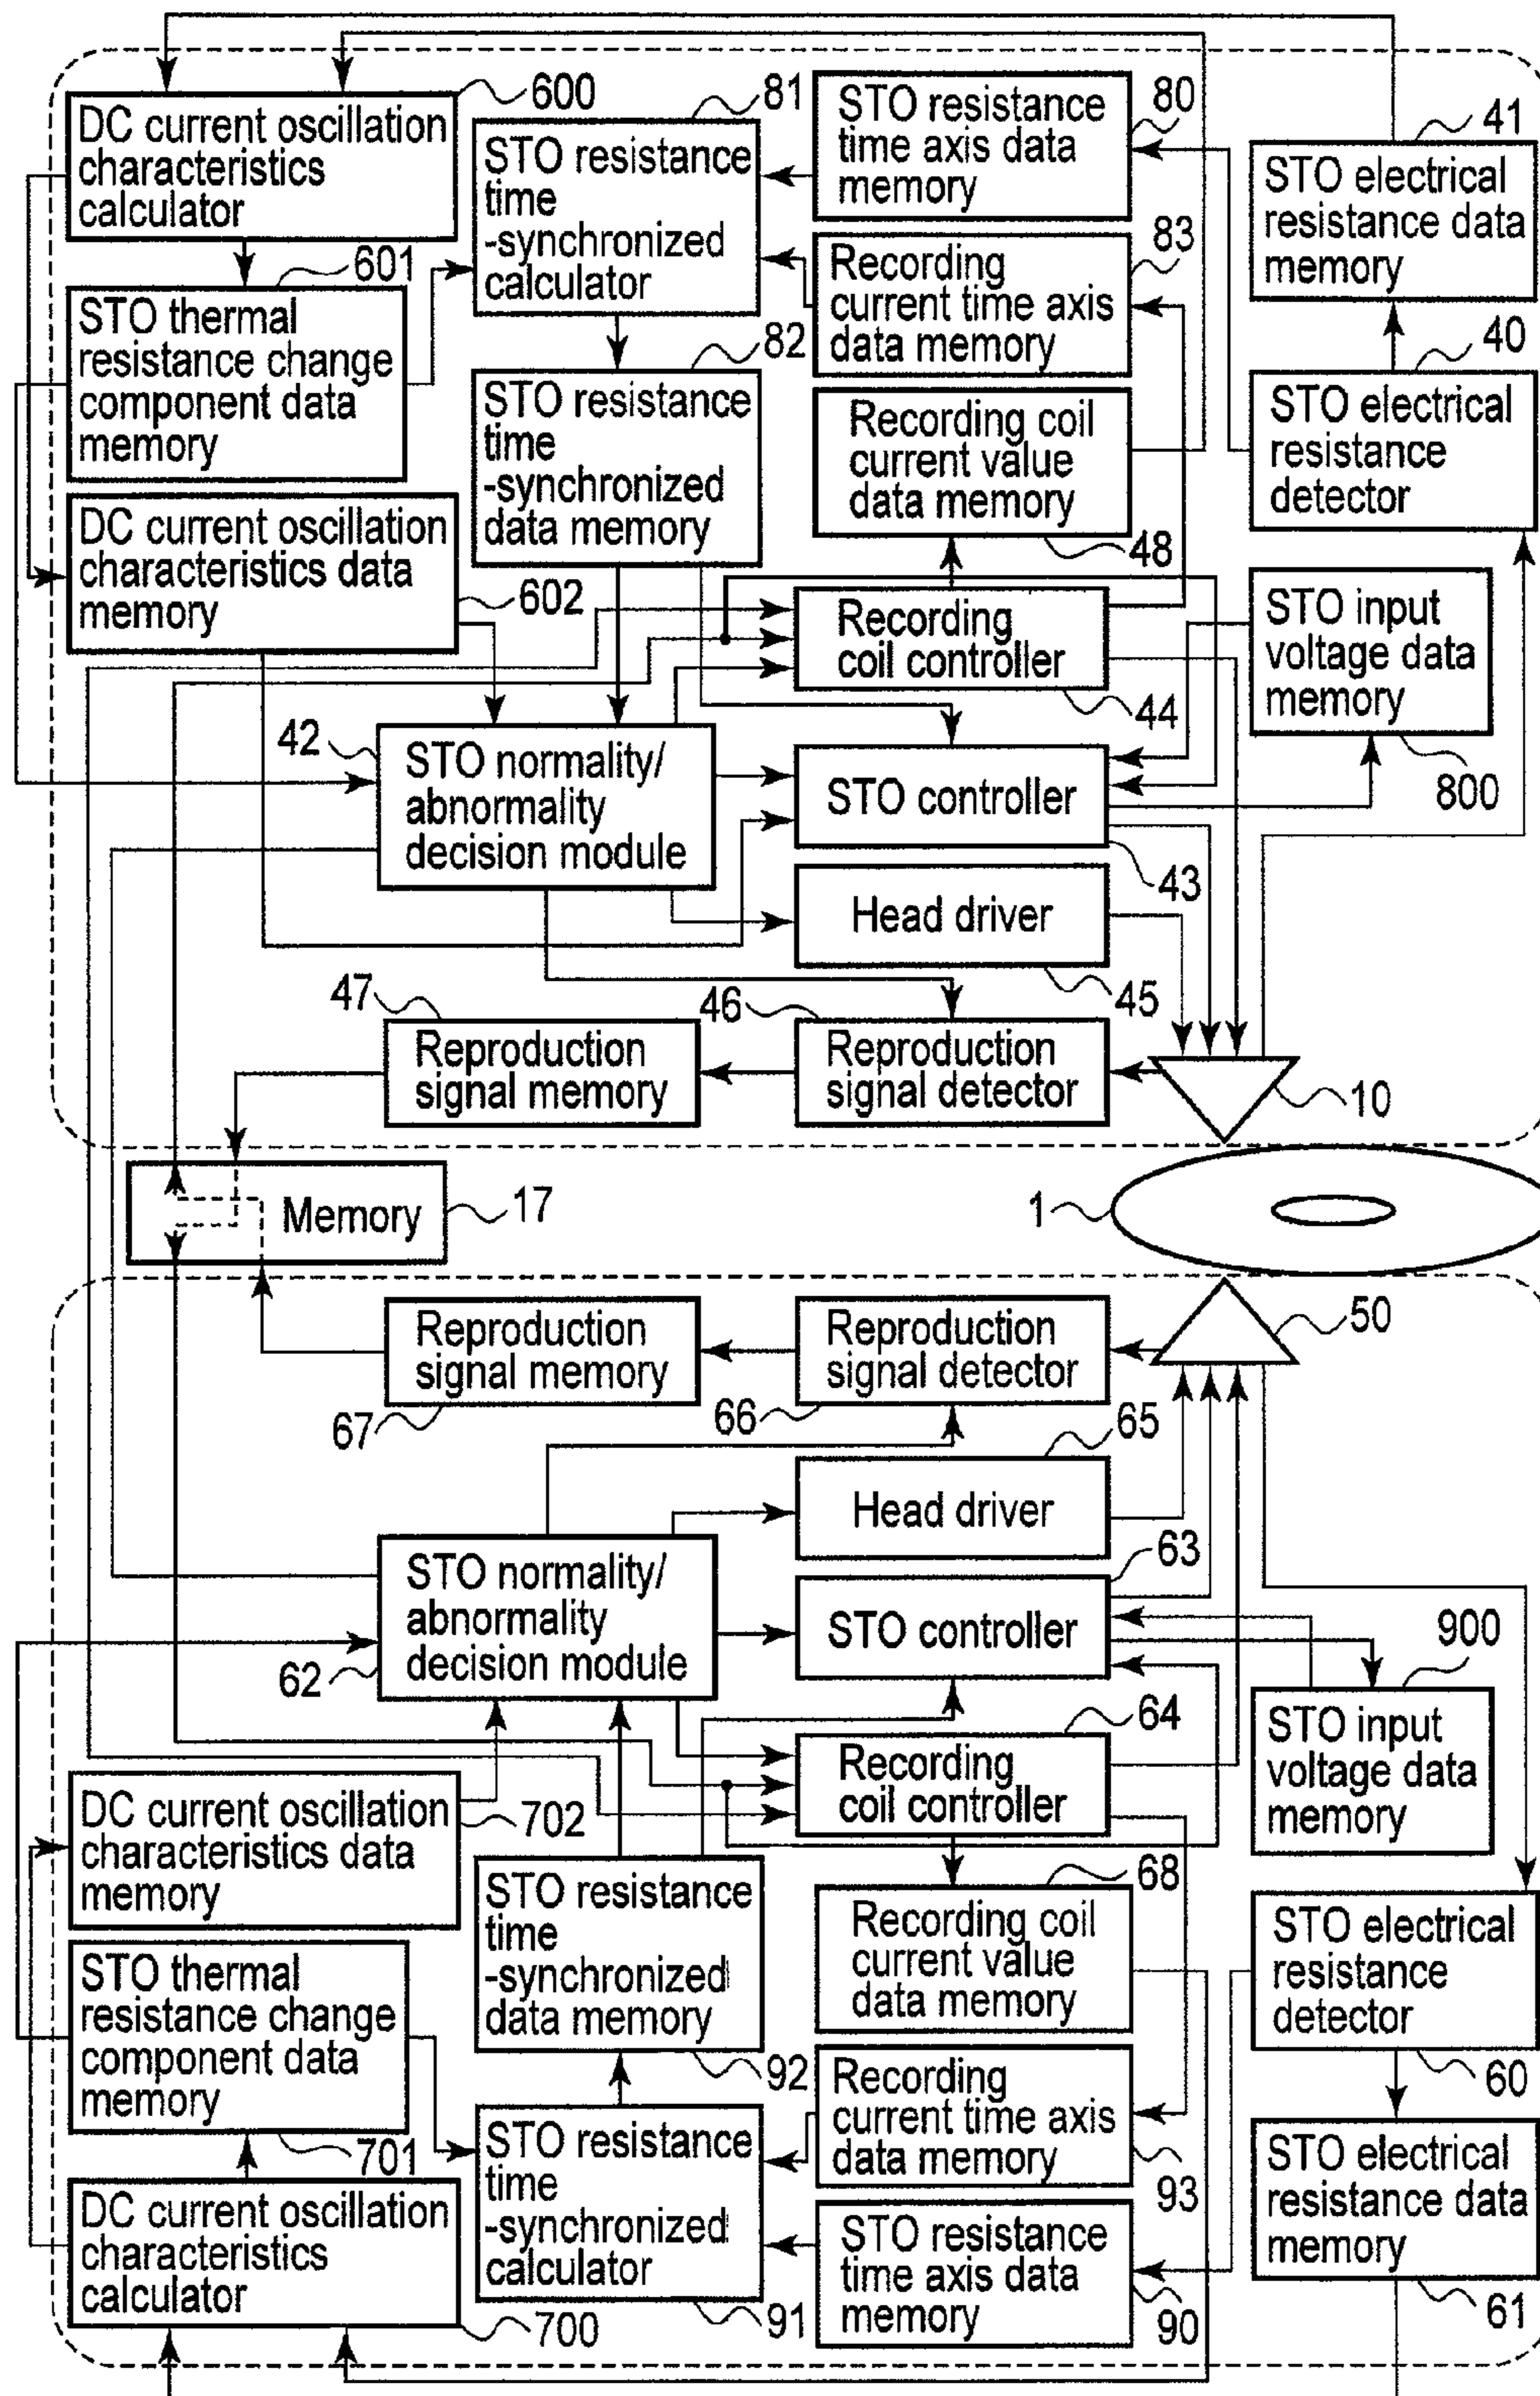 600
DC current oscillation
characteristics
calculator
81
STO resistance
time
-synchronized
calculator
STO resistance
time axis data
memory
80
41
STO electrical
resistance data
memory
601
STO thermal
resistance change
component data
memory
82
STO resistance
time
-synchronized
data memory
Recording
current time axis
data memory
83
40
STO electrical
resistance
detector
Recording coil
current value
data memory
48
DC current oscillation
characteristics data
memory
602
Recording
coil controller
44
STO input
voltage data
memory
800
42
STO normality/
abnormality
decision module
STO controller
43
Head driver
45
47
Reproduction
signal memory
46
Reproduction
signal detector
10
Memory
17
1
50
Reproduction
signal memory
67
Reproduction
signal detector
66
65
Head driver
63
STO normality/
abnormality
decision module
62
STO controller
900
STO input
voltage data
memory
64
Recording
coil controller
DC current oscillation
characteristics data
memory
702
STO resistance
time
-synchronized
data memory
92
68
Recording coil
current value
data memory
STO electrical
resistance
detector
60
STO thermal
resistance change
component data
memory
701
Recording
current time axis
data memory
93
STO electrical
resistance data
memory
61
DC current oscillation
characteristics
calculator
700
STO resistance
time
-synchronized
calculator
91
STO resistance
time axis data
memory
90